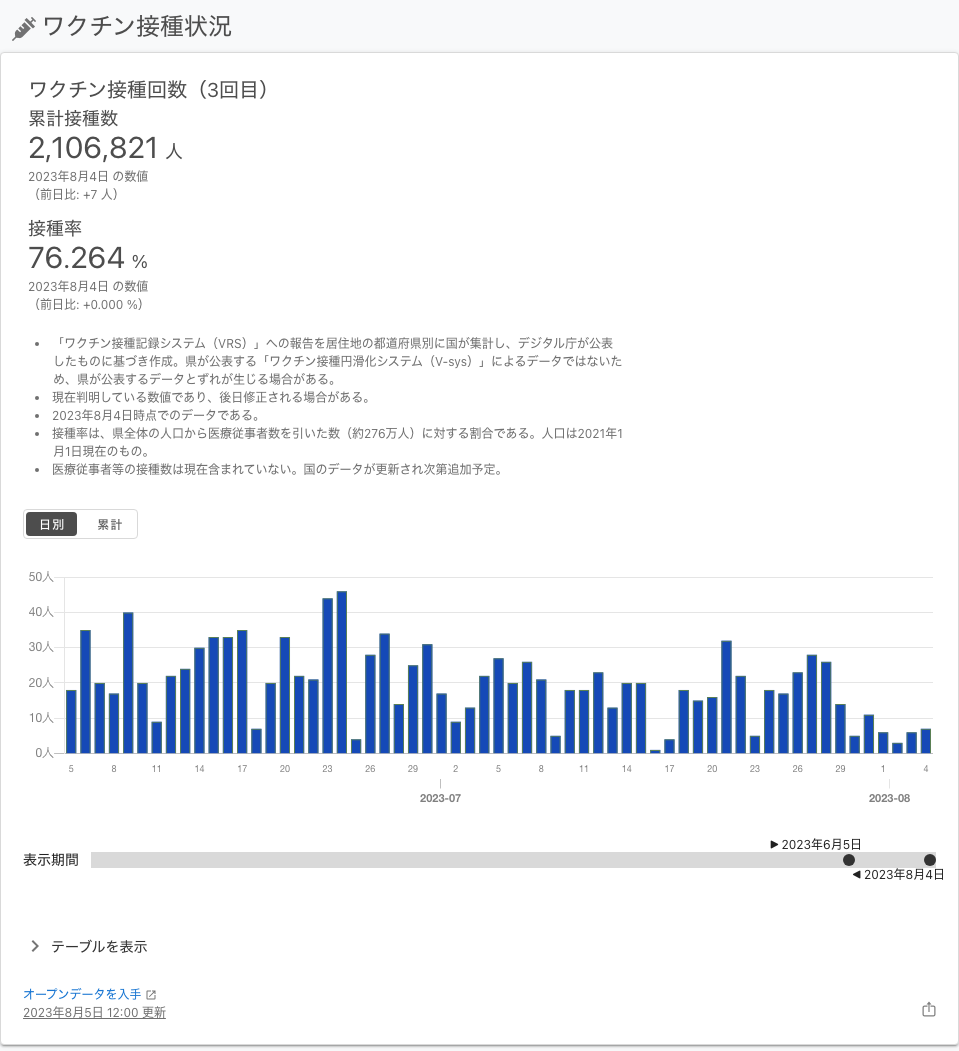 ワクチン接種状況
ワクチン接種回数（3回目）
累計接種数
2,106,821 人
2023年8月4日 の数値
（前日比: +7 人）
接種率
76.264 %
2023年8月4日 の数値
（前日比: +0.000 %）
• 「ワクチン接種記録システム（VRS）」への報告を居住地の都道府県別に国が集計し、デジタル庁が公表
したものに基づき作成。県が公表する「ワクチン接種円滑化システム（V-sys）」によるデータではないた
め、県が公表するデータとずれが生じる場合がある。
• 現在判明している数値であり、後日修正される場合がある。
• 2023年8月4日時点でのデータである。
• 接種率は、県全体の人口から医療従事者数を引いた数（約276万人）に対する割合である。人口は2021年1
月1日現在のもの。
• 医療従事者等の接種数は現在含まれていない。国のデータが更新され次第追加予定。
日別 累計
50人
40人
30人
20人
10人
0人
5 8 11 14 17 20 23 26 29 2 5 8 11 14 17 20 23 26 29 1 4
2023-07 2023-08
▶ 2023年6月5日
表示期間
◀ 2023年8月4日
テーブルを表示
オープンデータを入手
2023年8月5日 12:00 更新